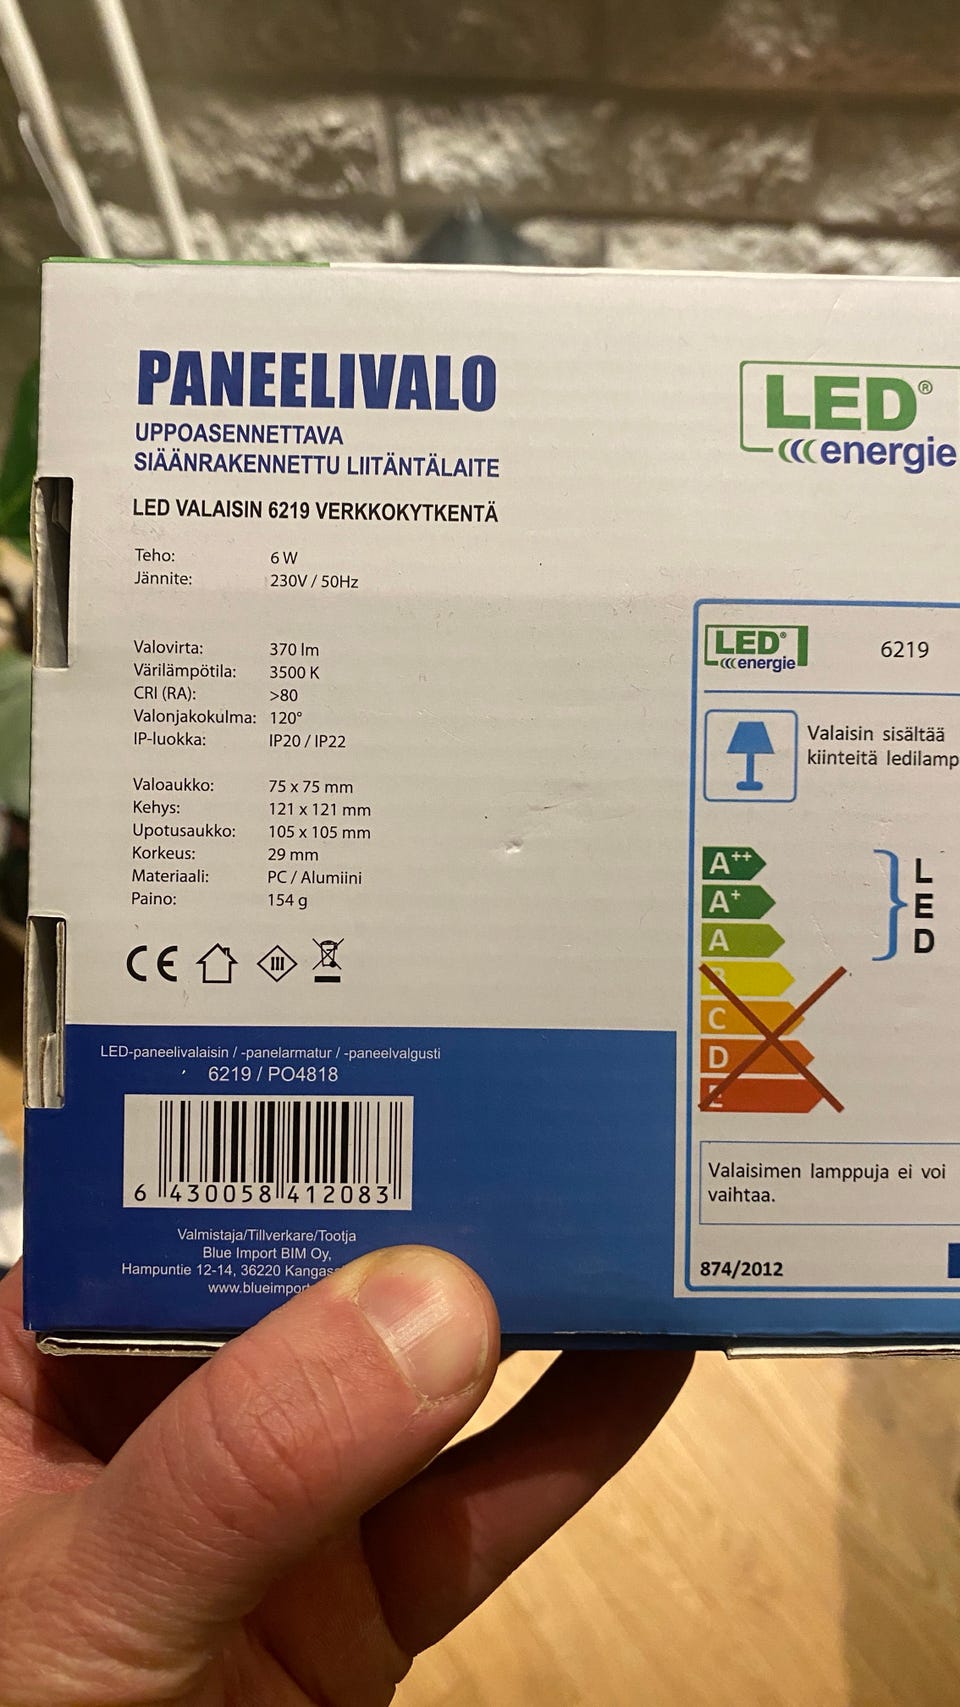 PANEELIVALO
UPPOASENNETTAVA
SIÄÄNRAKENNETTU LIITÄNTÄLAITE
LED VALAISIN 6219 VERKKOKYTKENTÄ
Teho: 6 W
Jännite: 230V / 50Hz
Valovirta: 370 lm
Värilämpötila: 3500 K
CRI (RA): >80
Valonjakokulma: 120°
IP-luokka: IP20 / IP22
Valoaukko: 75 x 75 mm
Kehys: 121 x 121 mm
Upotusaukko: 105 x 105 mm
Korkeus: 29 mm
Materiaali: PC / Alumiini
Paino: 154 g
CE
III
LED-paneelivalaisin / -panelarmatur / -paneelvalgusti
6219 / PO4818
6 430058 412083
Valmistaja/Tillverkare/Tootja
Blue Import BIM Oy,
Hampuntie 12-14, 36220
www.blueimport
LED®
energie
LED®
energie
6219
Valaisin sisältää
kiinteitä ledilamp
A++
A+
A
B
C
D
E
LED
Valaisimen lamppuja ei voi
vaihtaa.
874/2012